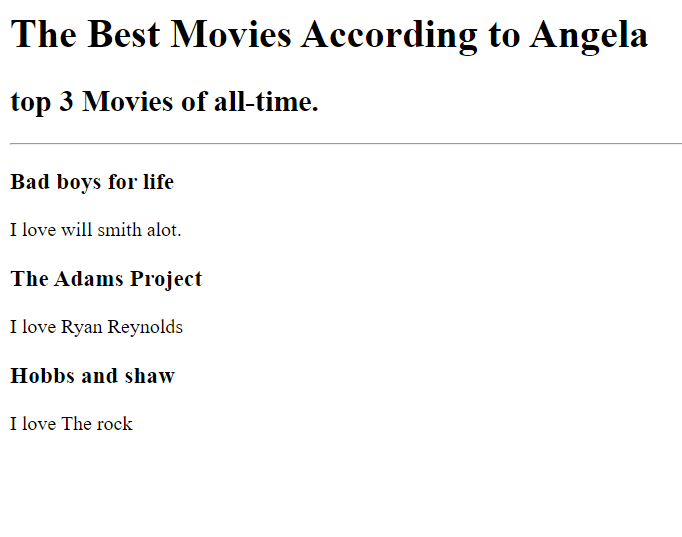 The Best Movies According to Angela
top 3 Movies of all-time.
Bad boys for life
I love will smith alot.
The Adams Project
I love Ryan Reynolds
Hobbs and shaw
I love The rock